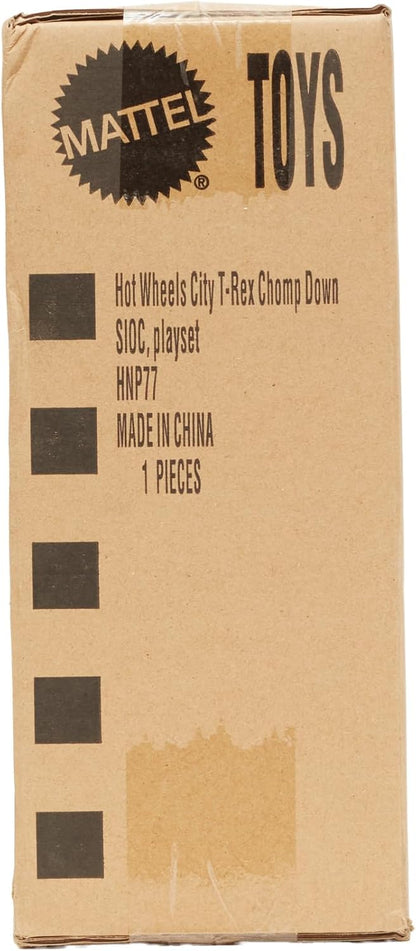 MATTEL® TOYS
Hot Wheels City T-Rex Chomp Down
SIOC, playset
HNP77
MADE IN CHINA
1 PIECES